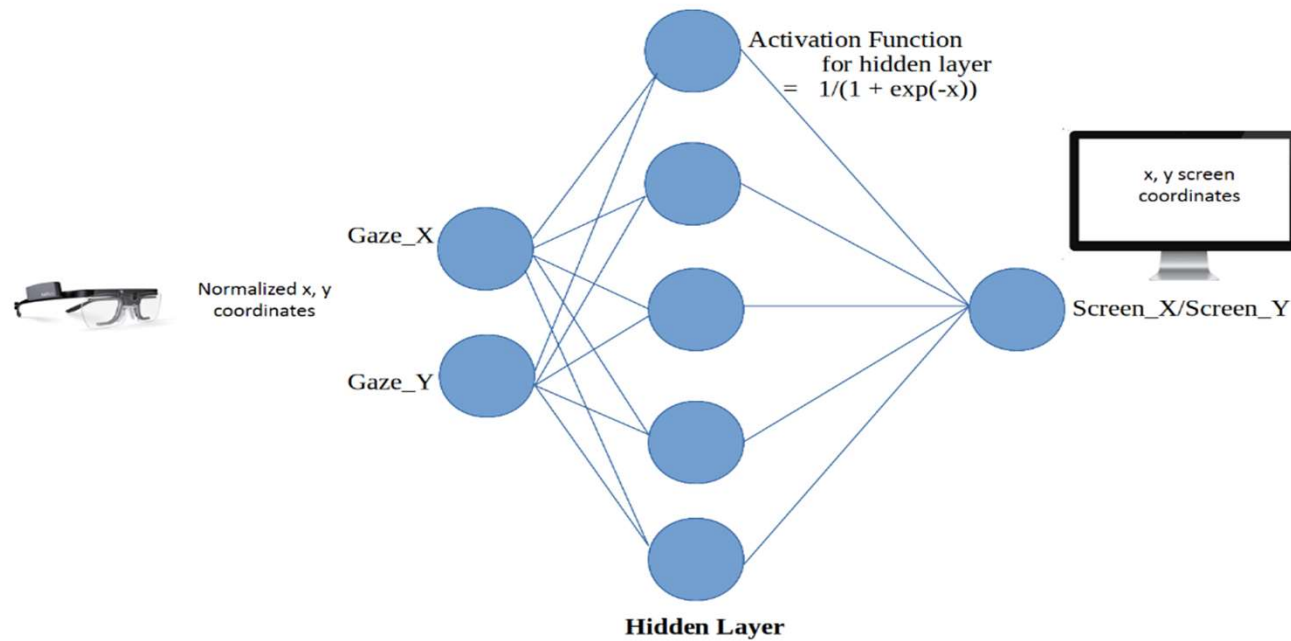 Activation Function
for hidden layer
= 1/(1 + exp(-x))
x, y screen
coordinates
Gaze_X
Normalized x, y
coordinates
Screen_X/Screen_Y
Gaze_Y
Hidden Layer